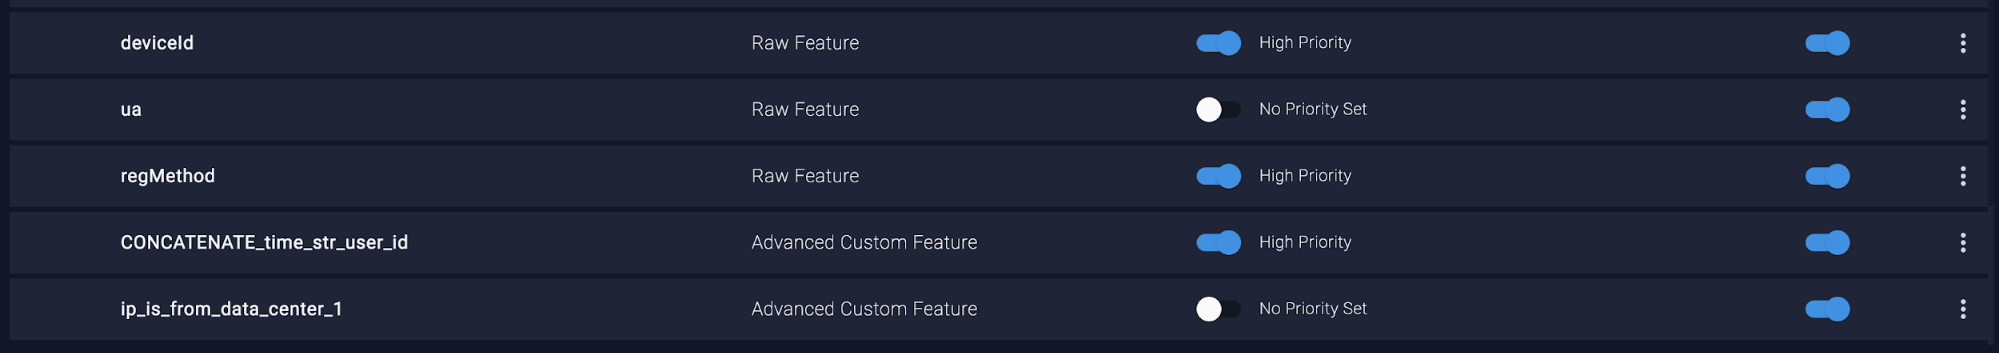 deviceId Raw Feature High Priority
ua Raw Feature No Priority Set
regMethod Raw Feature High Priority
CONCATENATE_time_str_user_id Advanced Custom Feature High Priority
ip_is_from_data_center_1 Advanced Custom Feature No Priority Set